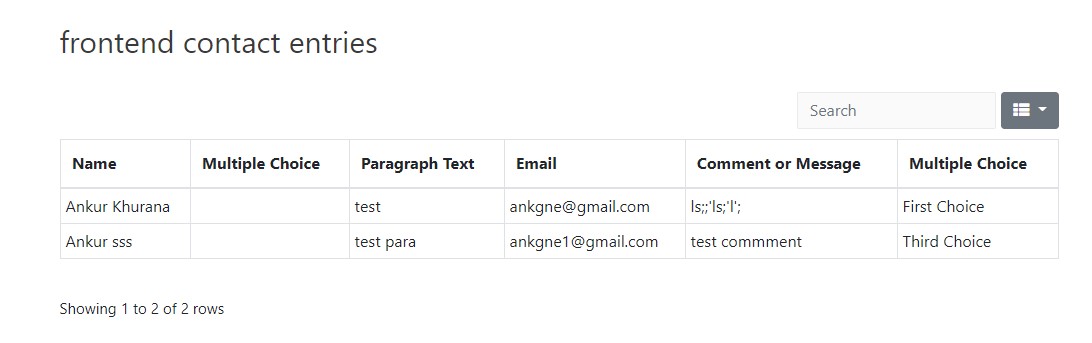 frontend contact entries
Search
Name Multiple Choice Paragraph Text Email Comment or Message Multiple Choice
Ankur Khurana test ankgne@gmail.com ls;;'ls;'l'; First Choice
Ankur sss test para ankgne1@gmail.com test commment Third Choice
Showing 1 to 2 of 2 rows